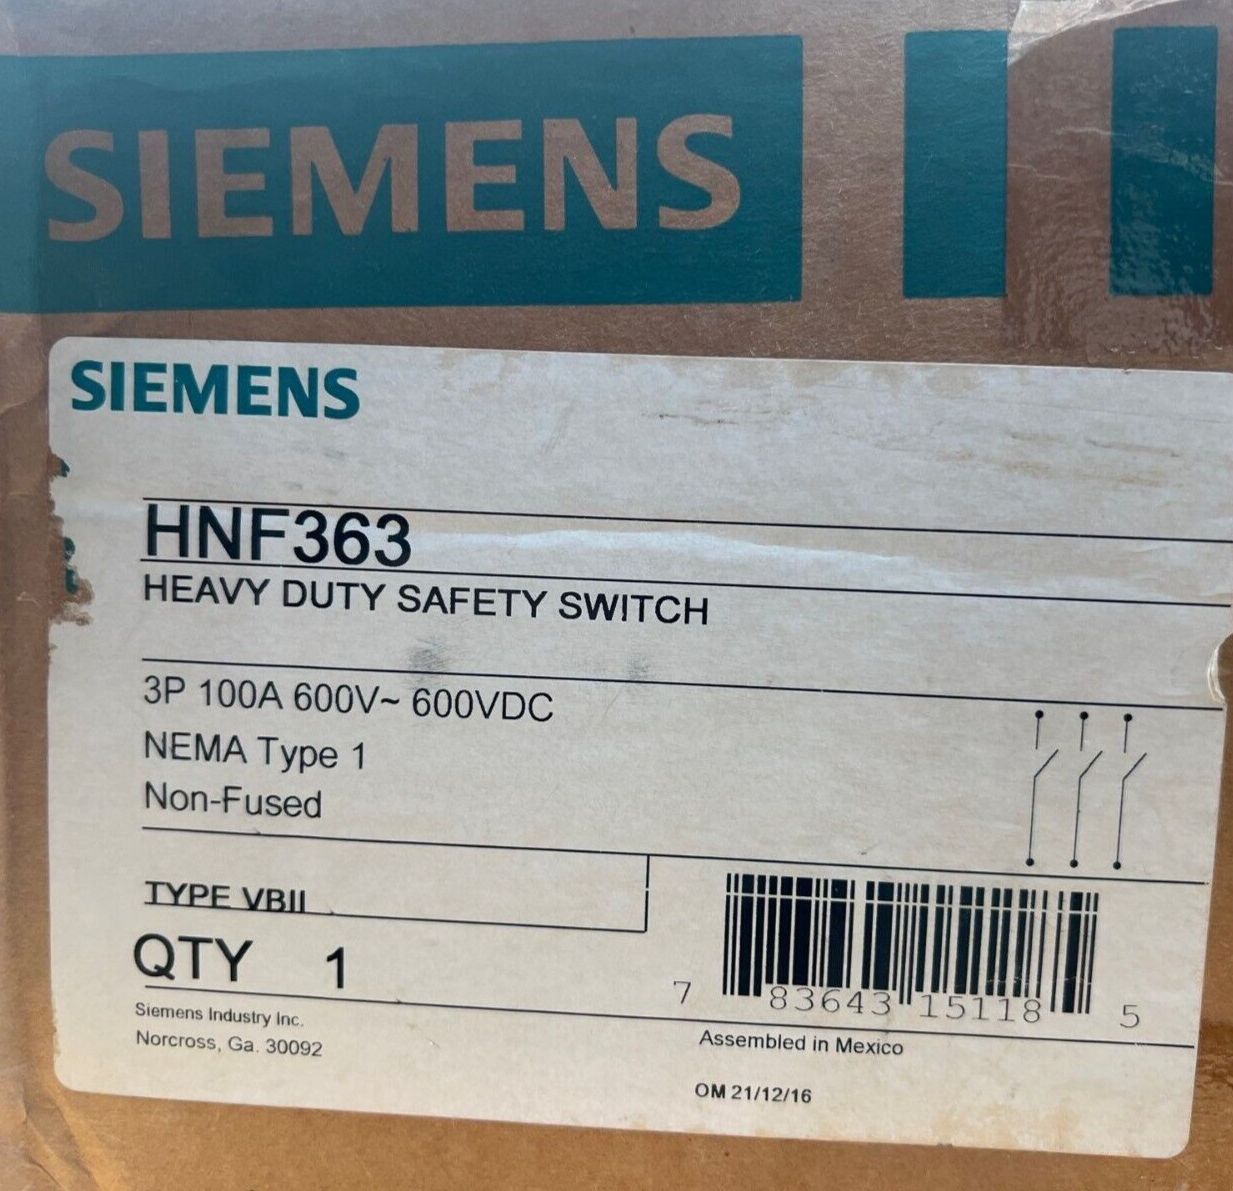 SIEMENS
SIEMENS
HNF363
HEAVY DUTY SAFETY SWITCH
3P 100A 600V~ 600VDC
NEMA Type 1
Non-Fused
TYPE VBII
QTY 1
7 83643 15118 5
Siemens Industry Inc.
Norcross, Ga. 30092
Assembled in Mexico
OM 21/12/16